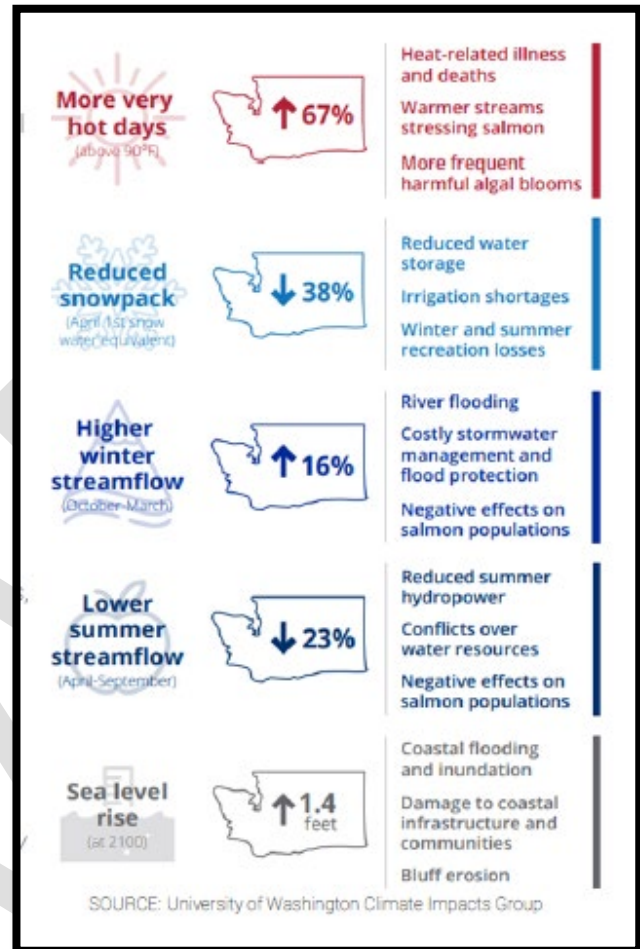 More very
hot days
(above 90°F)
↑ 67%
Heat-related illness
and deaths
Warmer streams
stressing salmon
More frequent
harmful algal blooms
Reduced
snowpack
(April 1st snow
water equivalent)
↓ 38%
Reduced water
storage
Irrigation shortages
Winter and summer
recreation losses
Higher
winter
streamflow
(October-March)
↑ 16%
River flooding
Costly stormwater
management and
flood protection
Negative effects on
salmon populations
Lower
summer
streamflow
(April-September)
↓ 23%
Reduced summer
hydropower
Conflicts over
water resources
Negative effects on
salmon populations
Sea level
rise
(at 2100)
↑ 1.4
feet
Coastal flooding
and inundation
Damage to coastal
infrastructure and
communities
Bluff erosion
SOURCE: University of Washington Climate Impacts Group